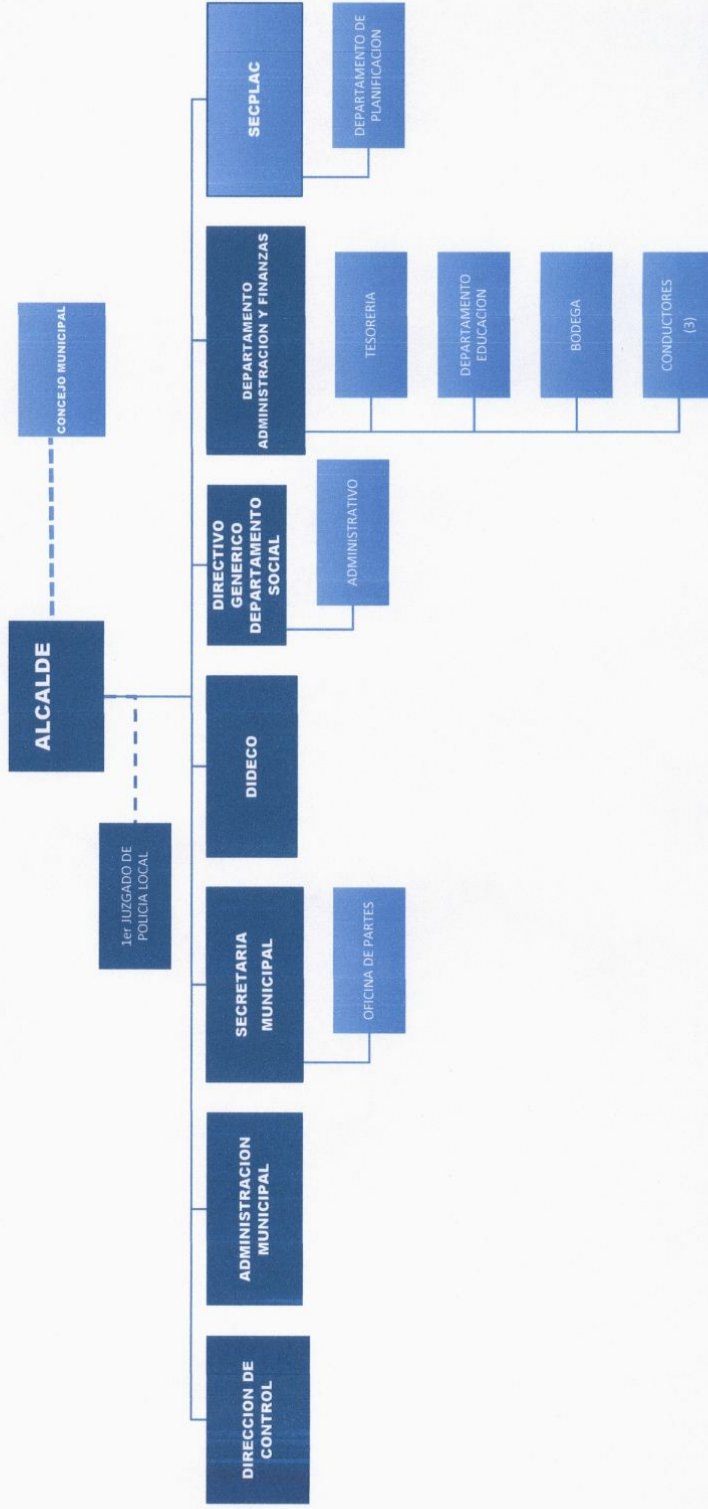 ALCALDE
CONCEJO MUNICIPAL
1er JUZGADO DE
POLICIA LOCAL
DIRECCION DE
CONTROL
ADMINISTRACION
MUNICIPAL
SECRETARIA
MUNICIPAL
OFICINA DE PARTES
DIDECO
DIRECTIVO
GENERICO
DEPARTAMENTO
SOCIAL
ADMINISTRATIVO
DEPARTAMENTO
ADMINISTRACION Y FINANZAS
TESORERIA
DEPARTAMENTO
EDUCACION
BODEGA
CONDUCTORES
(3)
SECPLAC
DEPARTAMENTO DE
PLANIFICACION